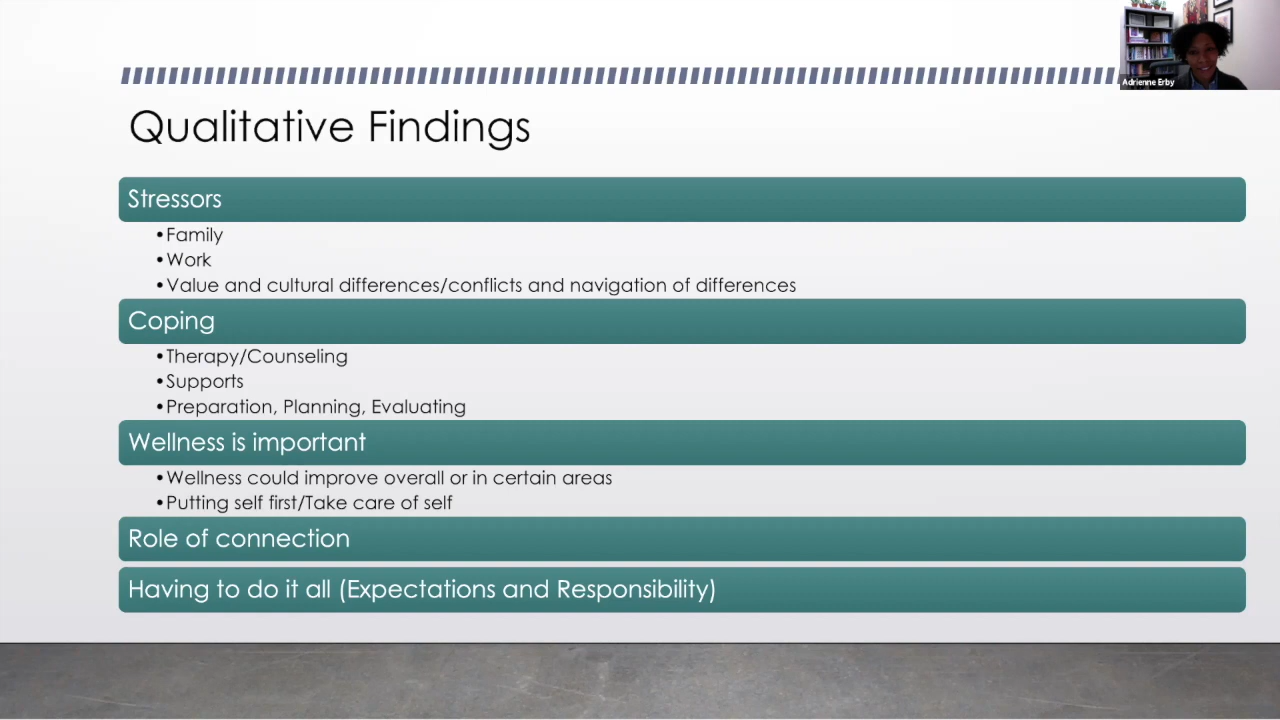 Adrienne Erby
Qualitative Findings
Stressors
•Family
•Work
•Value and cultural differences/conflicts and navigation of differences
Coping
•Therapy/Counseling
•Supports
•Preparation, Planning, Evaluating
Wellness is important
•Wellness could improve overall or in certain areas
•Putting self first/Take care of self
Role of connection
Having to do it all (Expectations and Responsibility)